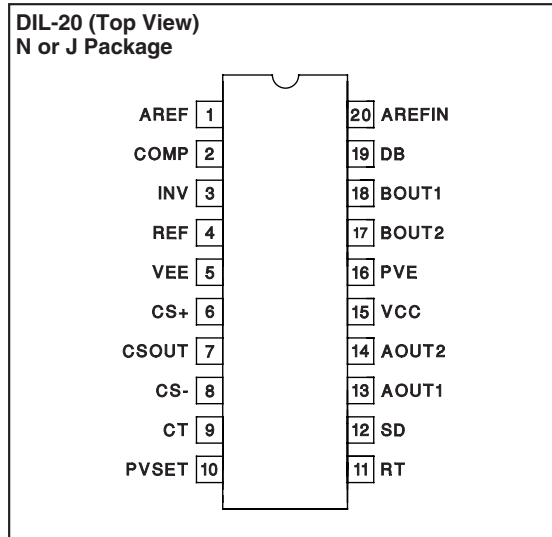 DIL-20 (Top View)
N or J Package
AREF 1 20 AREFIN
COMP 2 19 DB
INV 3 18 BOUT1
REF 4 17 BOUT2
VEE 5 16 PVE
CS+ 6 15 VCC
CSOUT 7 14 AOUT2
CS- 8 13 AOUT1
CT 9 12 SD
PVSET 10 11 RT